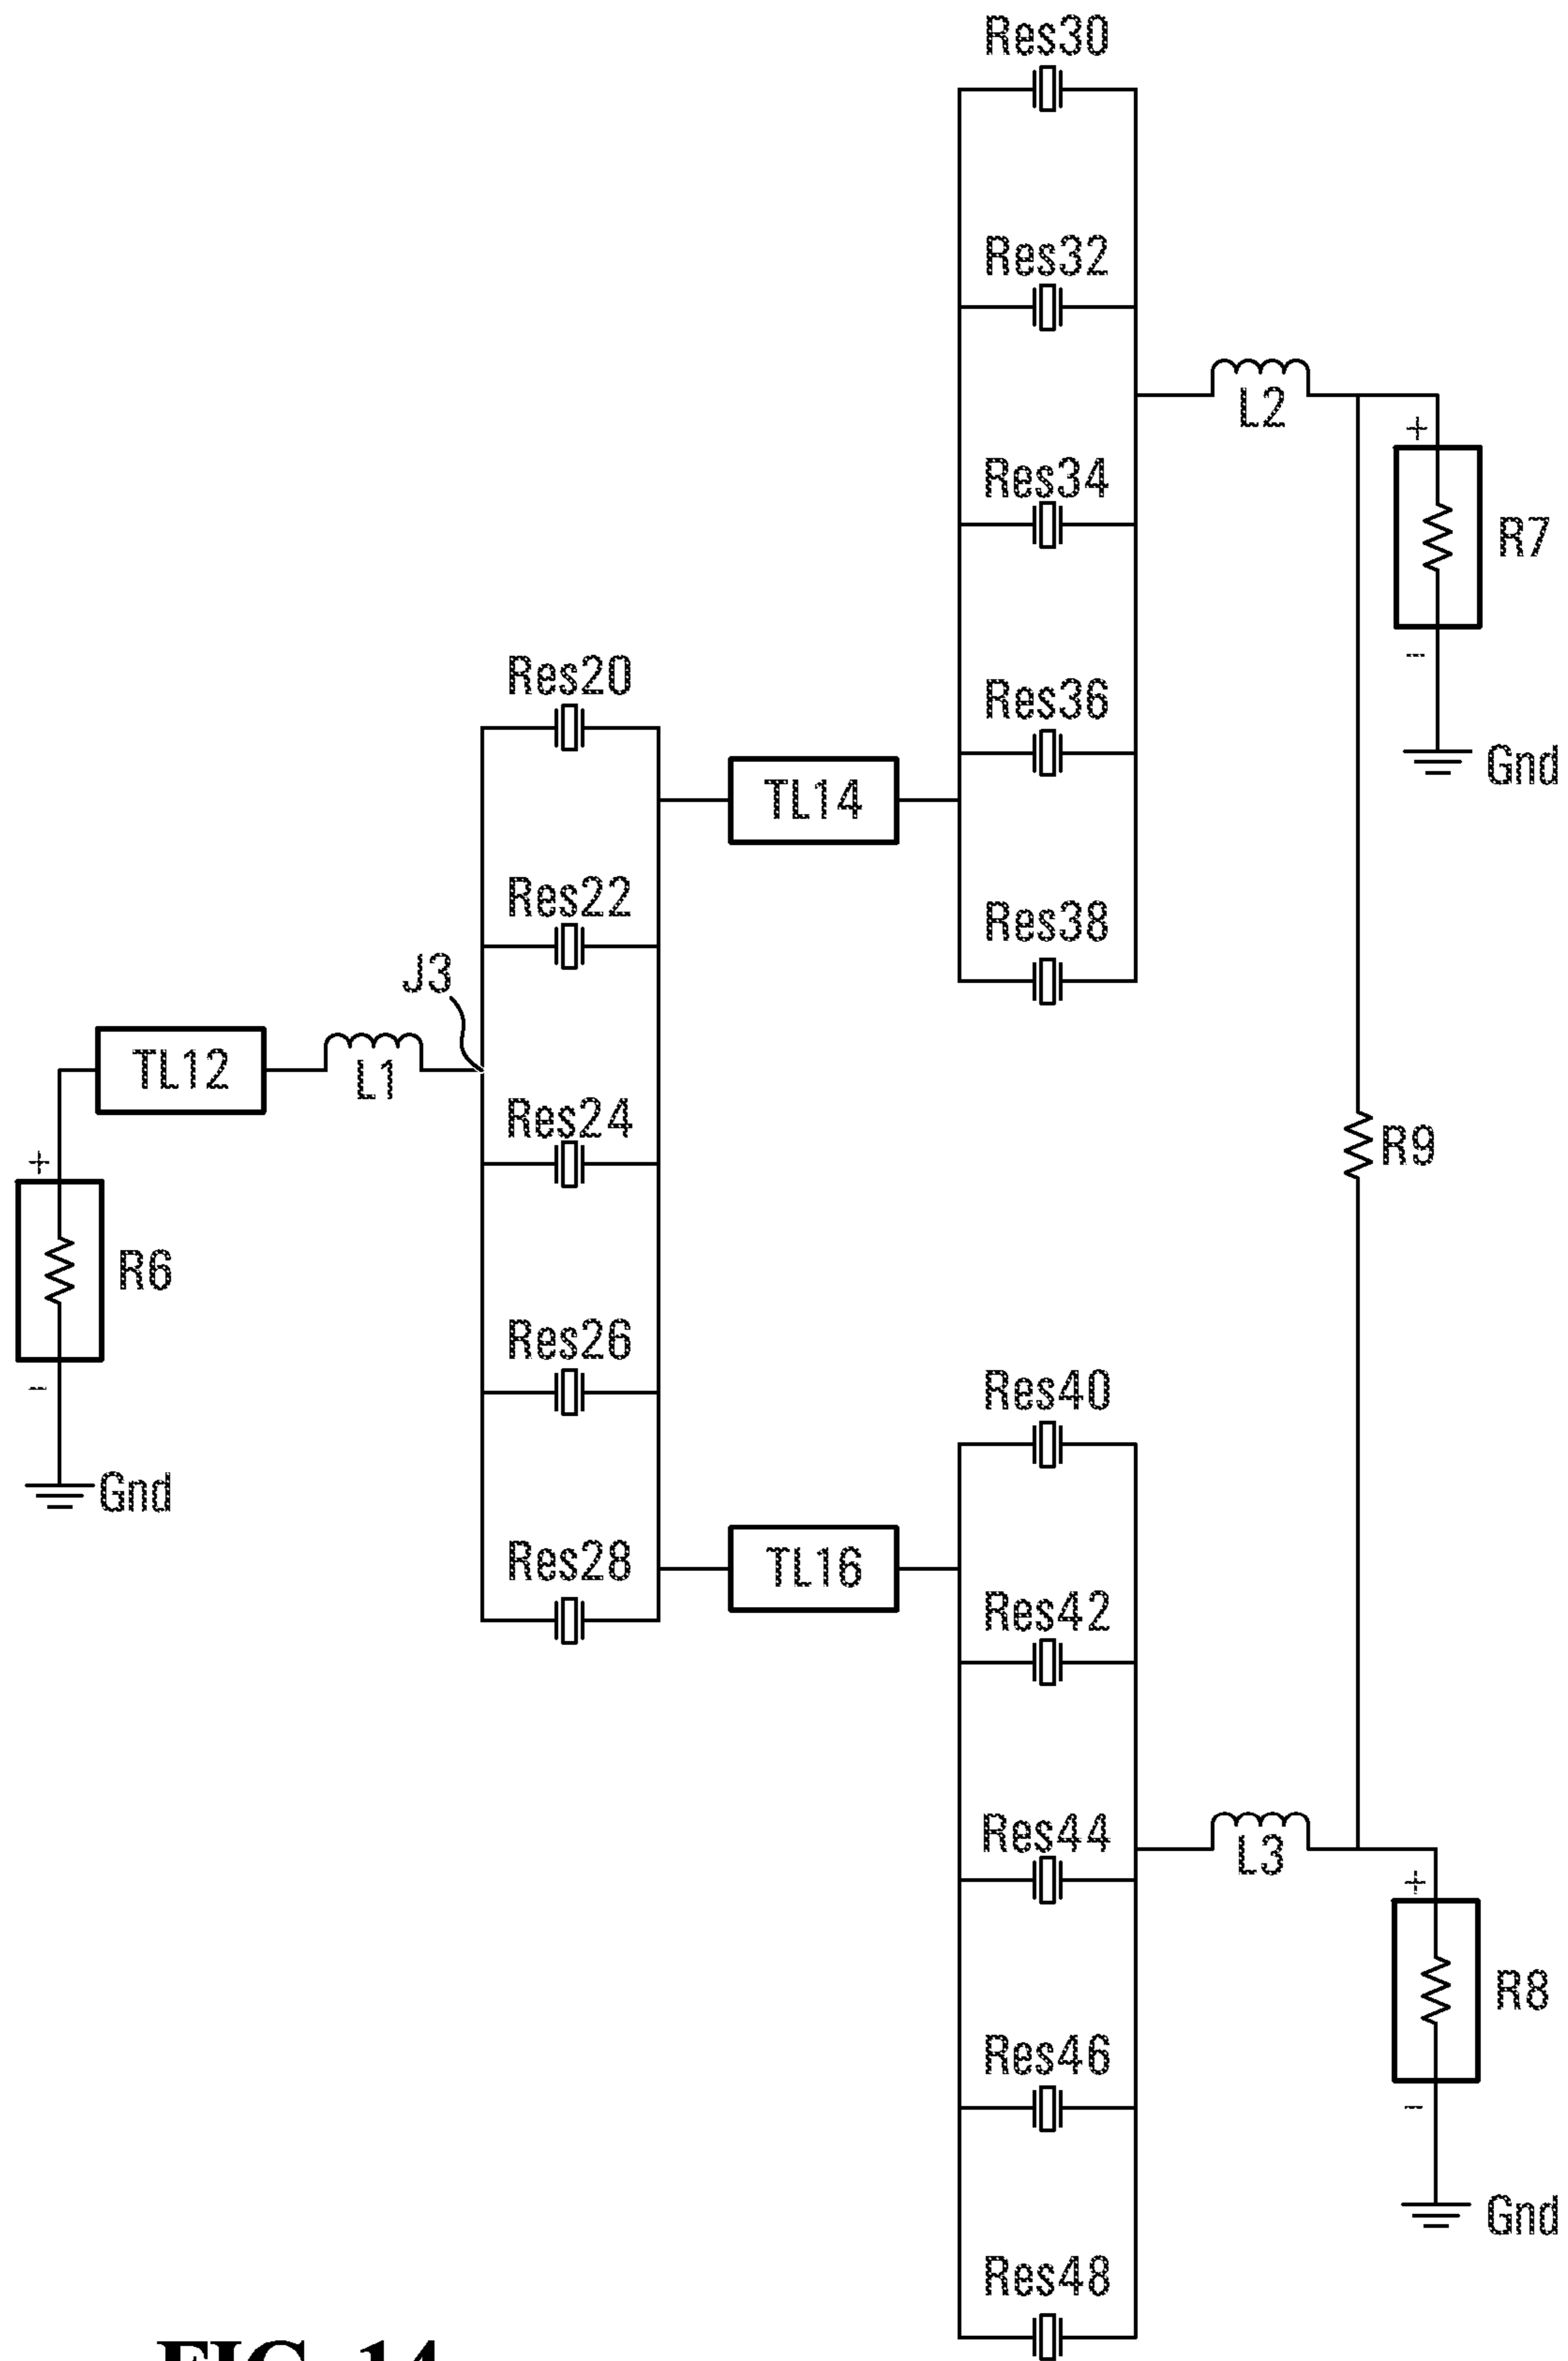 Res30
Res32
L2
+
Res34
R7
-
Res36
Gnd
Res20
TL14
Res22
Res38
J3
TL12
L1
Res24
R9
+
R6
Res26
-
Res40
Gnd
Res28
TL16
Res42
Res44
L3
+
R8
Res46
-
Gnd
Res48
FIG. 14